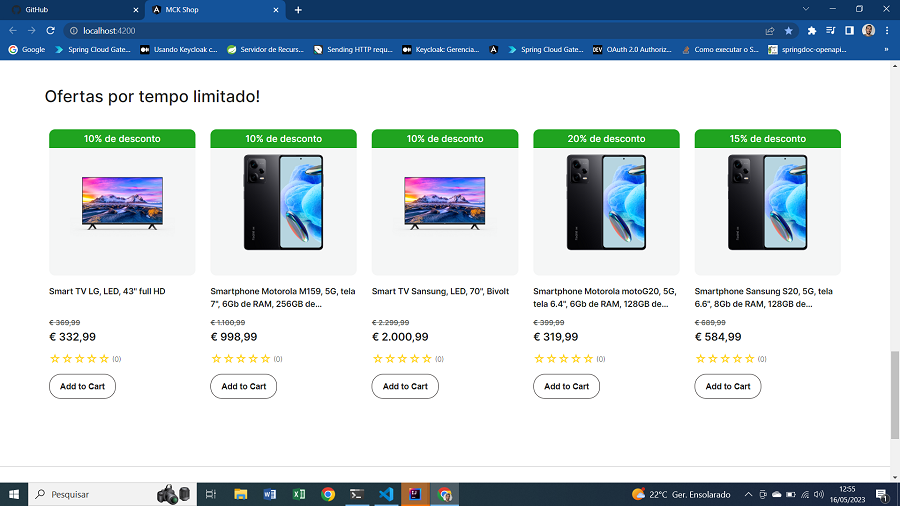 GitHub
MCK Shop
localhost:4200
Google
Spring Cloud Gate...
Usando Keycloak c...
Servidor de Recurs...
Sending HTTP requ...
Keycloak: Gerencia...
Spring Cloud Gate...
DEV
OAuth 2.0 Authoriz...
Como executar o S...
springdoc-openapi...
Ofertas por tempo limitado!
10% de desconto
10% de desconto
10% de desconto
20% de desconto
15% de desconto
Smart TV LG, LED, 43" full HD
Smartphone Motorola M159, 5G, tela
7", 6Gb de RAM, 256GB de...
Smart TV Sansung, LED, 70", Bivolt
Smartphone Motorola motoG20, 5G,
tela 6.4", 6Gb de RAM, 128GB de...
Smartphone Sansung S20, 5G, tela
6.6", 8Gb de RAM, 128GB de...
€ 369,99
€ 1.100,99
€ 2.299,99
€ 399,99
€ 689,99
€ 332,99
€ 998,99
€ 2.000,99
€ 319,99
€ 584,99
(0)
(0)
(0)
(0)
(0)
Add to Cart
Add to Cart
Add to Cart
Add to Cart
Add to Cart
Pesquisar
22°C Ger. Ensolarado
12:55
16/05/2023
1